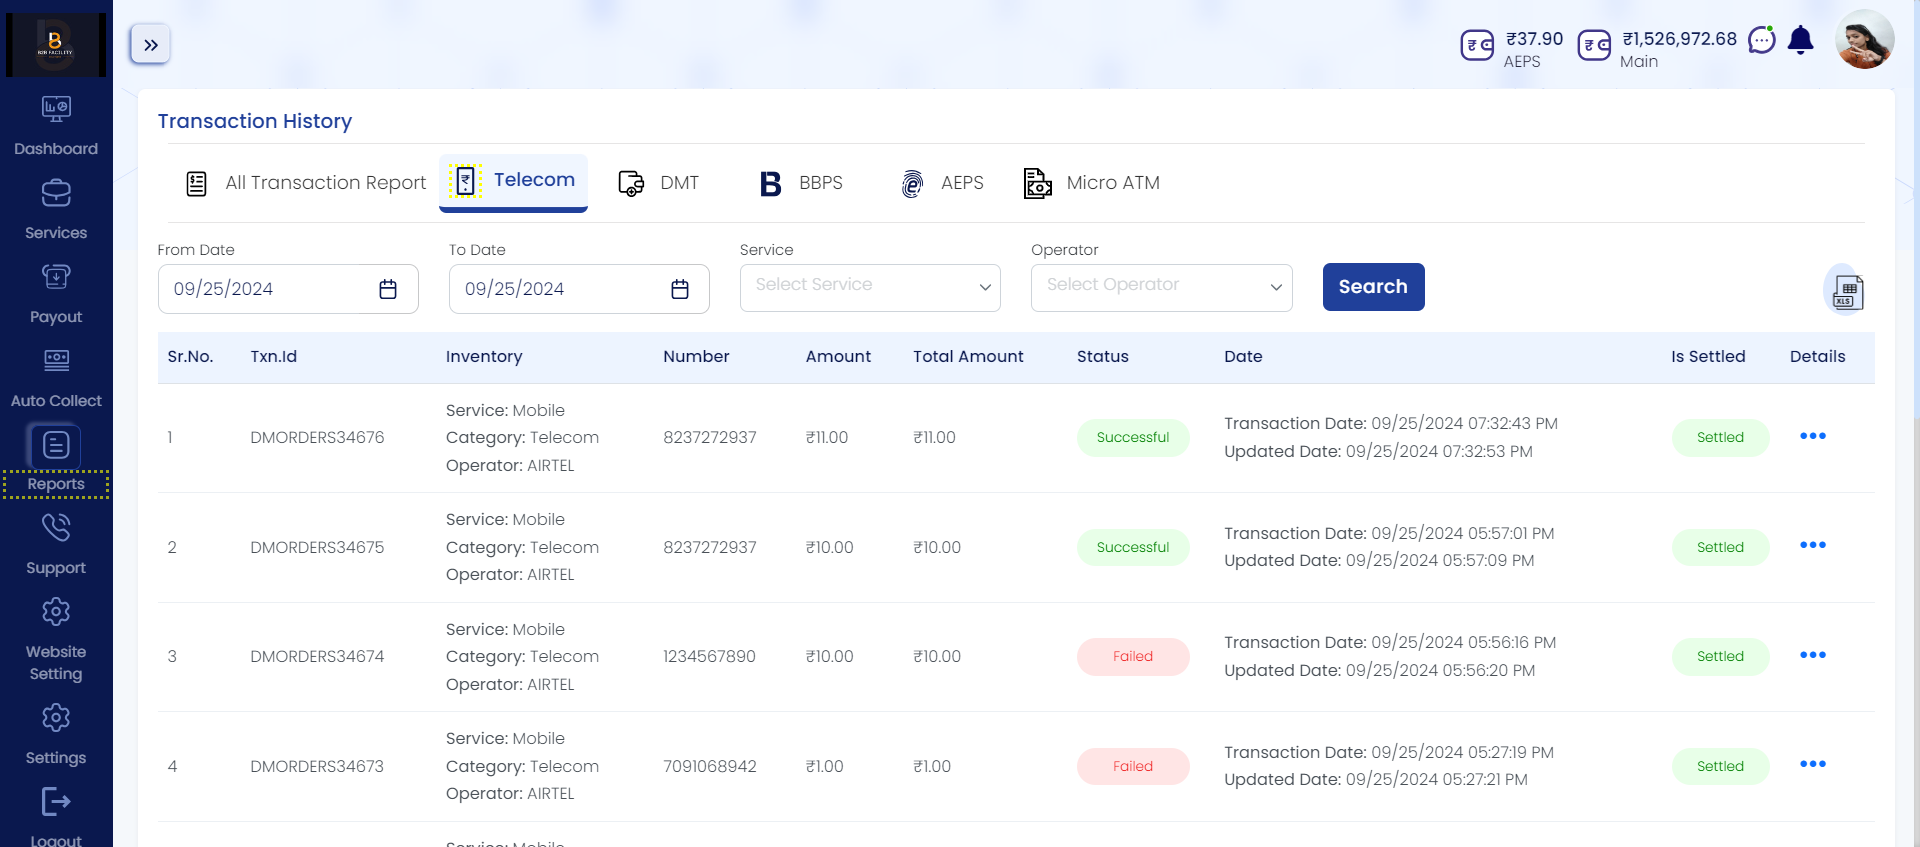 B2B FACILITY
₹37.90
AEPS
₹1,526,972.68
Main
Dashboard
Services
Payout
Auto Collect
Reports
Support
Website
Setting
Settings
Logout
Transaction History
All Transaction Report
Telecom
DMT
BBPS
AEPS
Micro ATM
From Date
To Date
Service
Operator
09/25/2024
09/25/2024
Select Service
Select Operator
Search
XLS
Sr.No. Txn.Id Inventory Number Amount Total Amount Status Date Is Settled Details
Service: Mobile
Category: Telecom
Operator: AIRTEL
1 DMORDERS34676 8237272937 ₹11.00 ₹11.00 Successful
Transaction Date: 09/25/2024 07:32:43 PM
Updated Date: 09/25/2024 07:32:53 PM
Settled
Service: Mobile
Category: Telecom
Operator: AIRTEL
2 DMORDERS34675 8237272937 ₹10.00 ₹10.00 Successful
Transaction Date: 09/25/2024 05:57:01 PM
Updated Date: 09/25/2024 05:57:09 PM
Settled
Service: Mobile
Category: Telecom
Operator: AIRTEL
3 DMORDERS34674 1234567890 ₹10.00 ₹10.00 Failed
Transaction Date: 09/25/2024 05:56:16 PM
Updated Date: 09/25/2024 05:56:20 PM
Settled
Service: Mobile
Category: Telecom
Operator: AIRTEL
4 DMORDERS34673 7091068942 ₹1.00 ₹1.00 Failed
Transaction Date: 09/25/2024 05:27:19 PM
Updated Date: 09/25/2024 05:27:21 PM
Settled
Service: Mobile